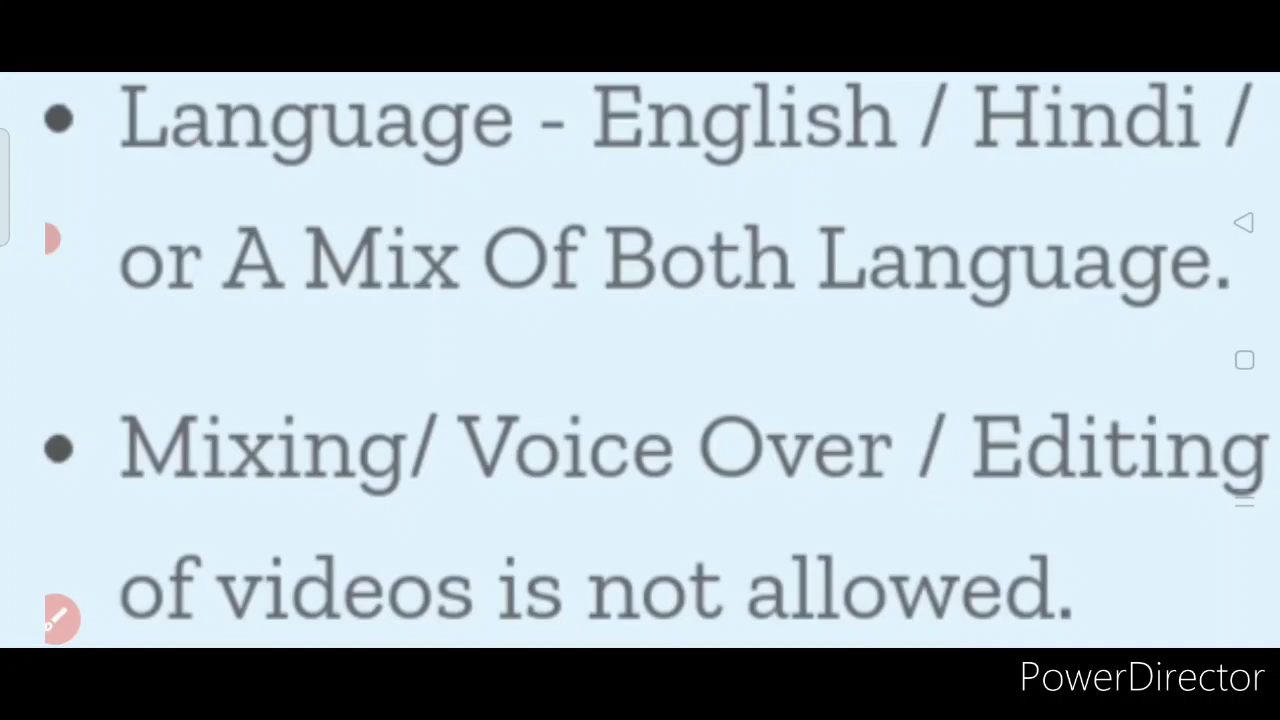 • Language - English / Hindi /
or A Mix Of Both Language.
• Mixing/ Voice Over / Editing
of videos is not allowed.
PowerDirector